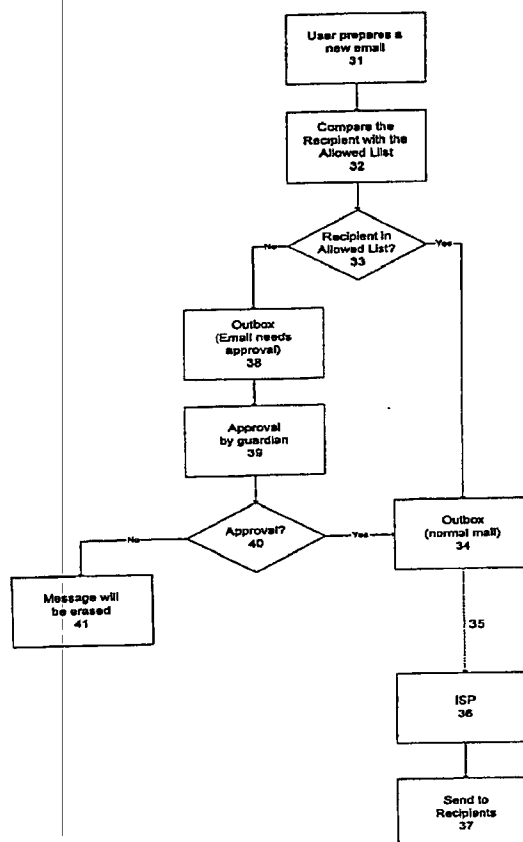 User prepares a
new email
31
Compare the
Recipient with the
Allowed Llist
32
Recipient in
Allowed List?
33
No
Yes
Outbox
(Email needs
approval)
38
Approval
by guardian
39
Approval?
40
No
Yes
Outbox
(normal mail)
34
Message will
be erased
41
35
ISP
36
Send to
Recipients
37